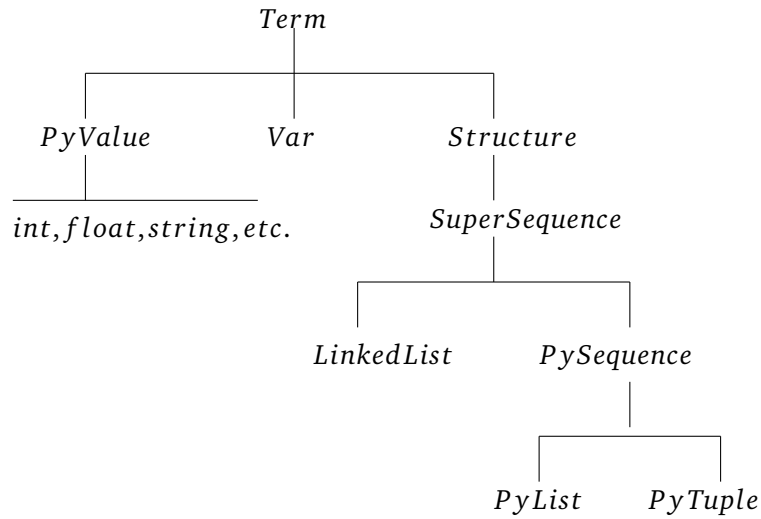 Term
PyValue Var Structure
int,float,string,etc. SuperSequence
LinkedList PySequence
PyList PyTuple